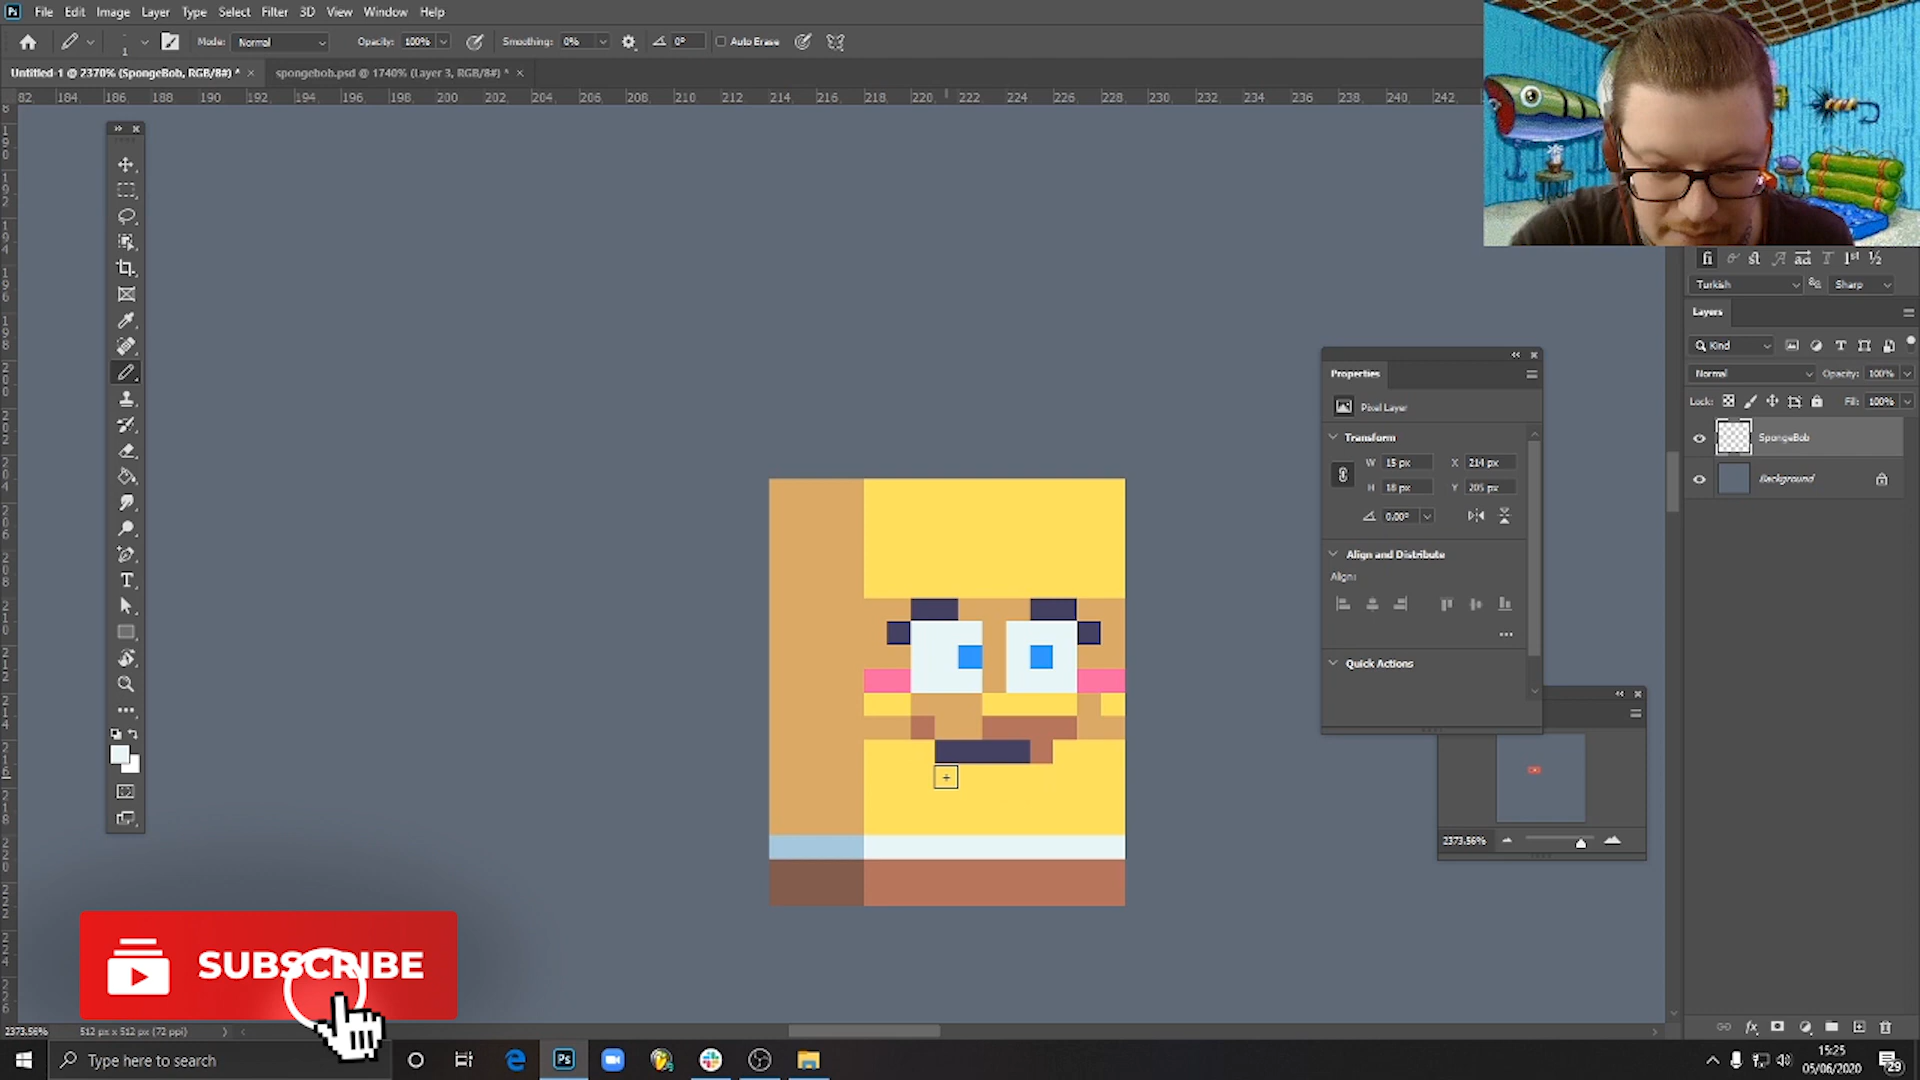 Ps File Edit Image Layer Type Select Filter 3D View Window Help
1 Mode: Normal Opacity: 100% Smoothing: 0% 0° Auto Erase
Untitled-1 @ 2370% (SpongeBob, RGB/8#) * × spongebob.psd @ 1740% (Layer 3, RGB/8#) * ×
82 184 186 188 190 192 194 196 198 200 202 204 206 208 210 212 214 216 218 220 222 224 226 228 230 232 234 236 238 240 242
Turkish Sharp
Layers
Kind
Normal Opacity: 100%
Lock: Fill: 100%
SpongeBob
Background
Properties
Pixel Layer
Transform
W 15 px X 214 px
H 18 px Y 205 px
0.00°
Align and Distribute
Align:
Quick Actions
2373.56%
SUBSCRIBE
2373.56% 512 px x 512 px (72 ppi)
Type here to search
15:25
05/06/2020
29